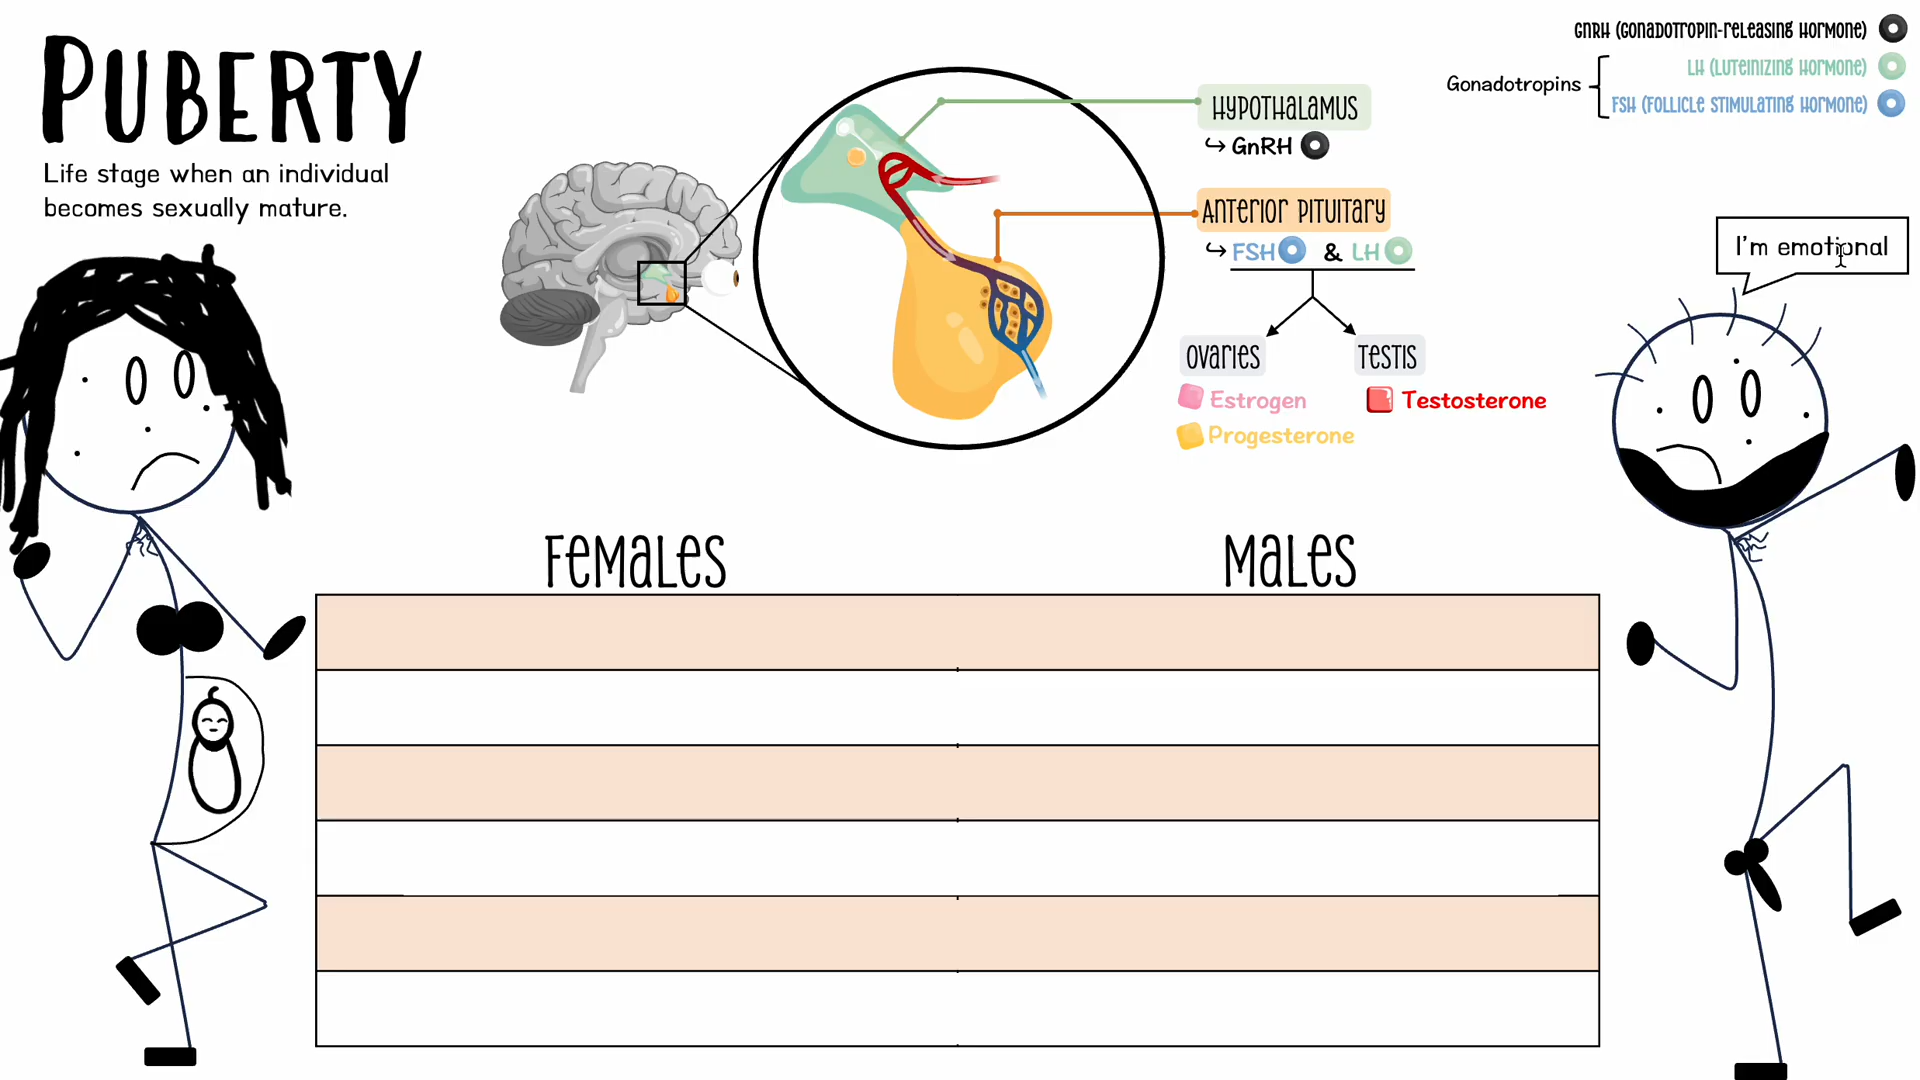 PUBERTY
Life stage when an individual
becomes sexually mature.
GnRH (Gonadotropin-releasing Hormone)
Gonadotropins
LH (Luteinizing Hormone)
FSH (Follicle Stimulating Hormone)
Hypothalamus
↪ GnRH
Anterior Pituitary
↪ FSH & LH
Ovaries
Testis
Estrogen
Testosterone
Progesterone
I'm emotional
Females
Males